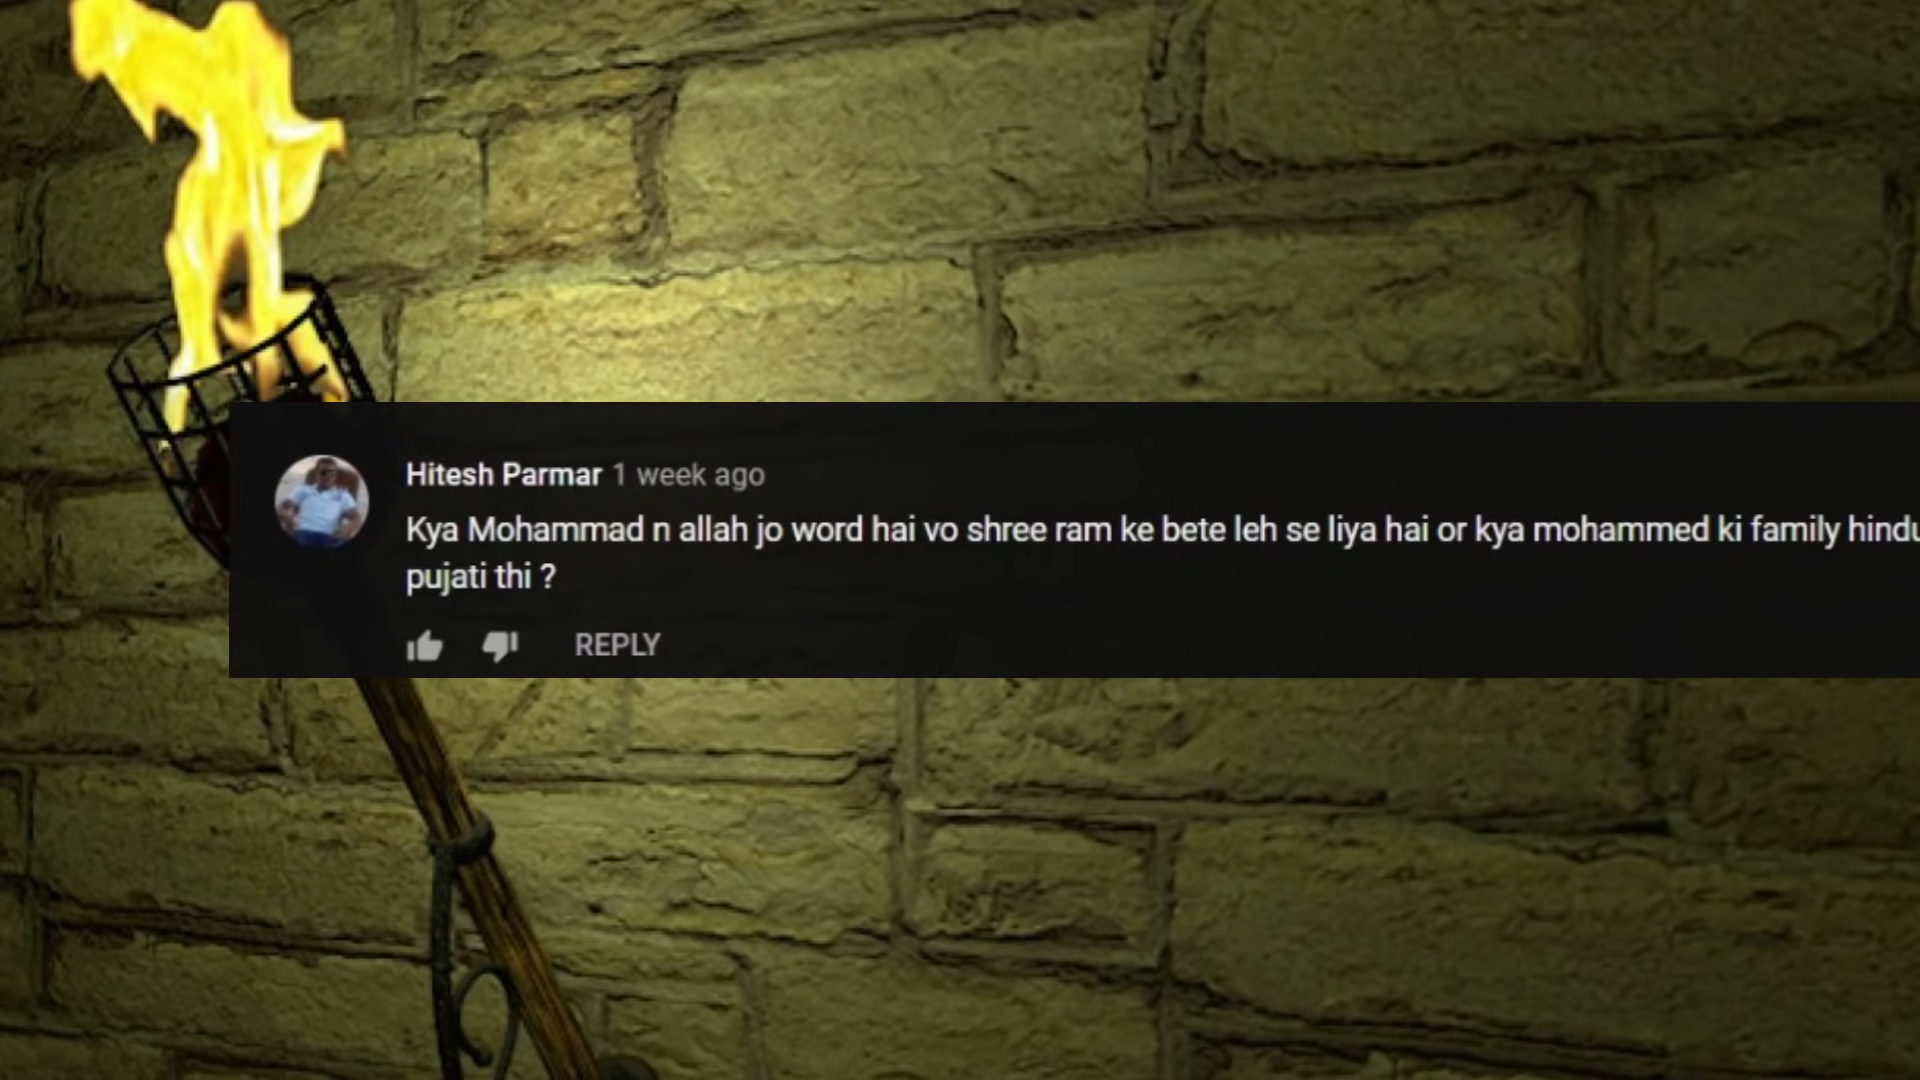 Hitesh Parmar 1 week ago
Kya Mohammad n allah jo word hai vo shree ram ke bete leh se liya hai or kya mohammed ki family hindu
pujati thi ?
REPLY